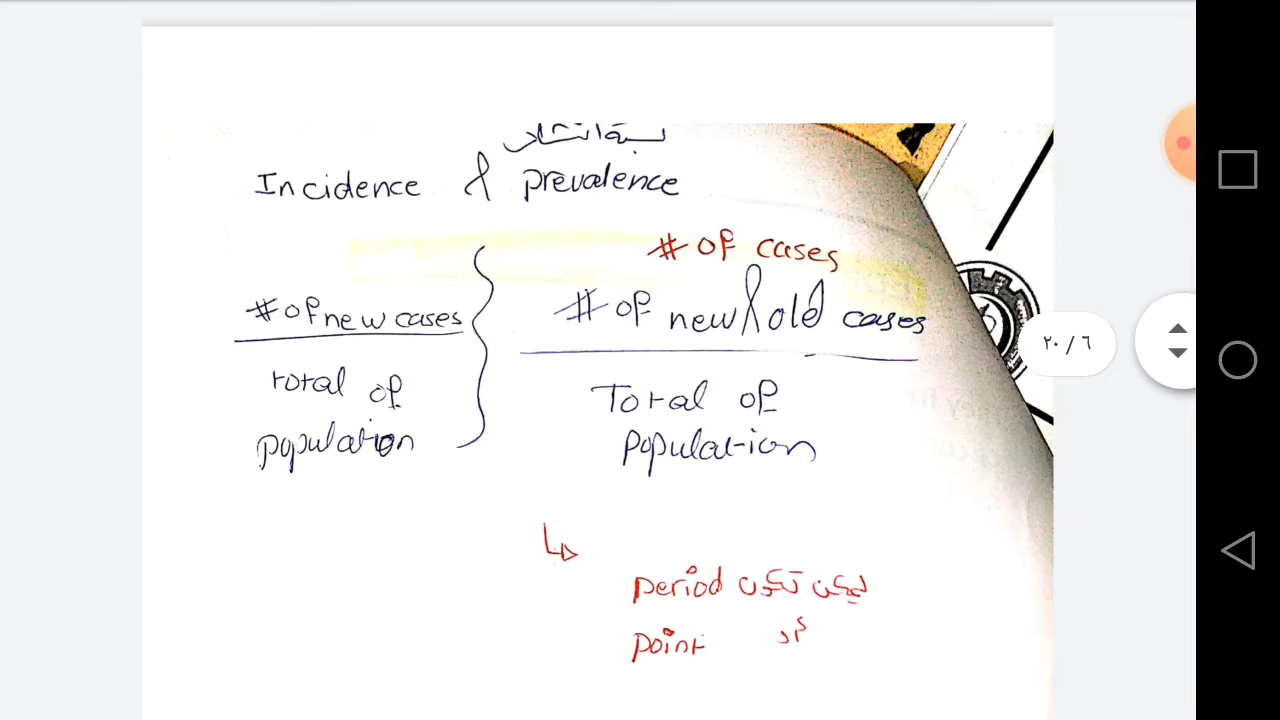 نسبة انتشار
Incidence & prevalence
# of cases
# of new cases
total of
population
# of new & old cases
Total of
population
يمكن تكون period
أو point
٢٠ / ٦